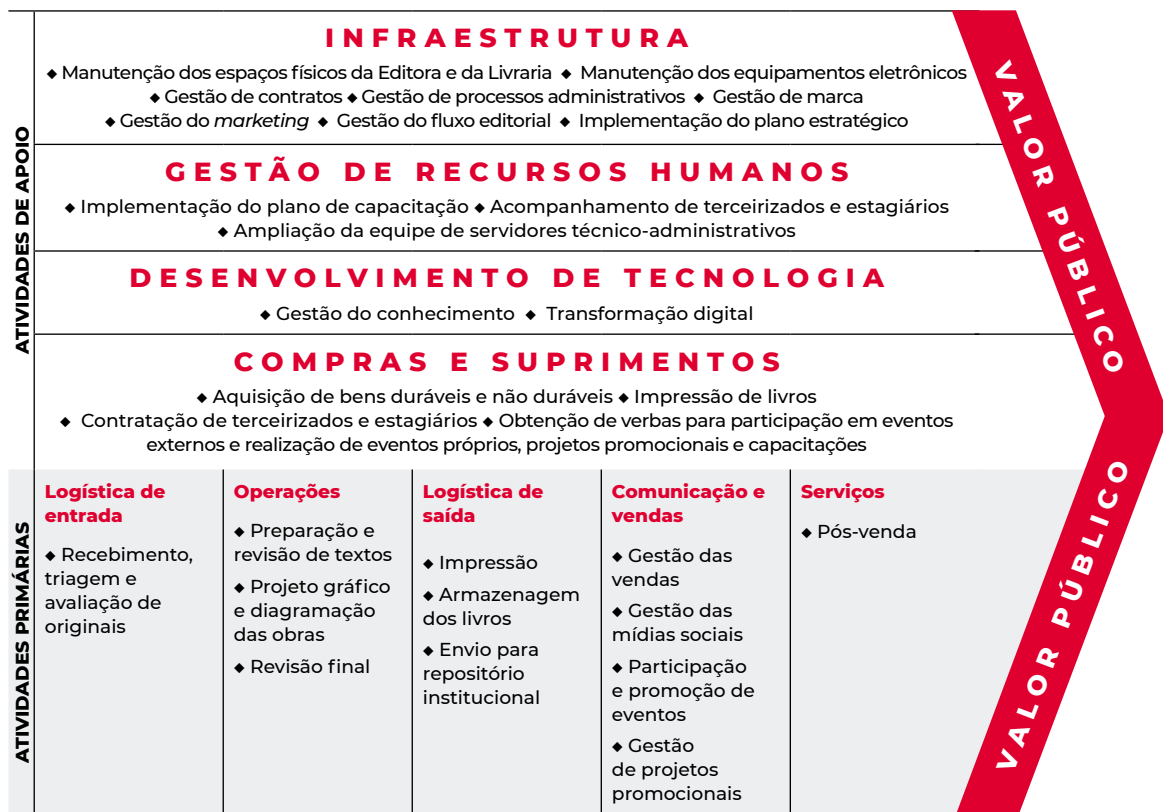 ATIVIDADES DE APOIO
INFRAESTRUTURA
◆ Manutenção dos espaços físicos da Editora e da Livraria ◆ Manutenção dos equipamentos eletrônicos
◆ Gestão de contratos ◆ Gestão de processos administrativos ◆ Gestão de marca
◆ Gestão do marketing ◆ Gestão do fluxo editorial ◆ Implementação do plano estratégico
GESTÃO DE RECURSOS HUMANOS
◆ Implementação do plano de capacitação ◆ Acompanhamento de terceirizados e estagiários
◆ Ampliação da equipe de servidores técnico-administrativos
DESENVOLVIMENTO DE TECNOLOGIA
◆ Gestão do conhecimento ◆ Transformação digital
COMPRAS E SUPRIMENTOS
◆ Aquisição de bens duráveis e não duráveis ◆ Impressão de livros
◆ Contratação de terceirizados e estagiários ◆ Obtenção de verbas para participação em eventos
externos e realização de eventos próprios, projetos promocionais e capacitações
VALOR PÚBLICO
ATIVIDADES PRIMÁRIAS
Logística de
entrada
◆ Recebimento,
triagem e
avaliação de
originais
Operações
◆ Preparação e
revisão de textos
◆ Projeto gráfico
e diagramação
das obras
◆ Revisão final
Logística de
saída
◆ Impressão
◆ Armazenagem
dos livros
◆ Envio para
repositório
institucional
Comunicação e
vendas
◆ Gestão das
vendas
◆ Gestão das
mídias sociais
◆ Participação
e promoção de
eventos
◆ Gestão
de projetos
promocionais
Serviços
◆ Pós-venda
VALOR PÚBLICO